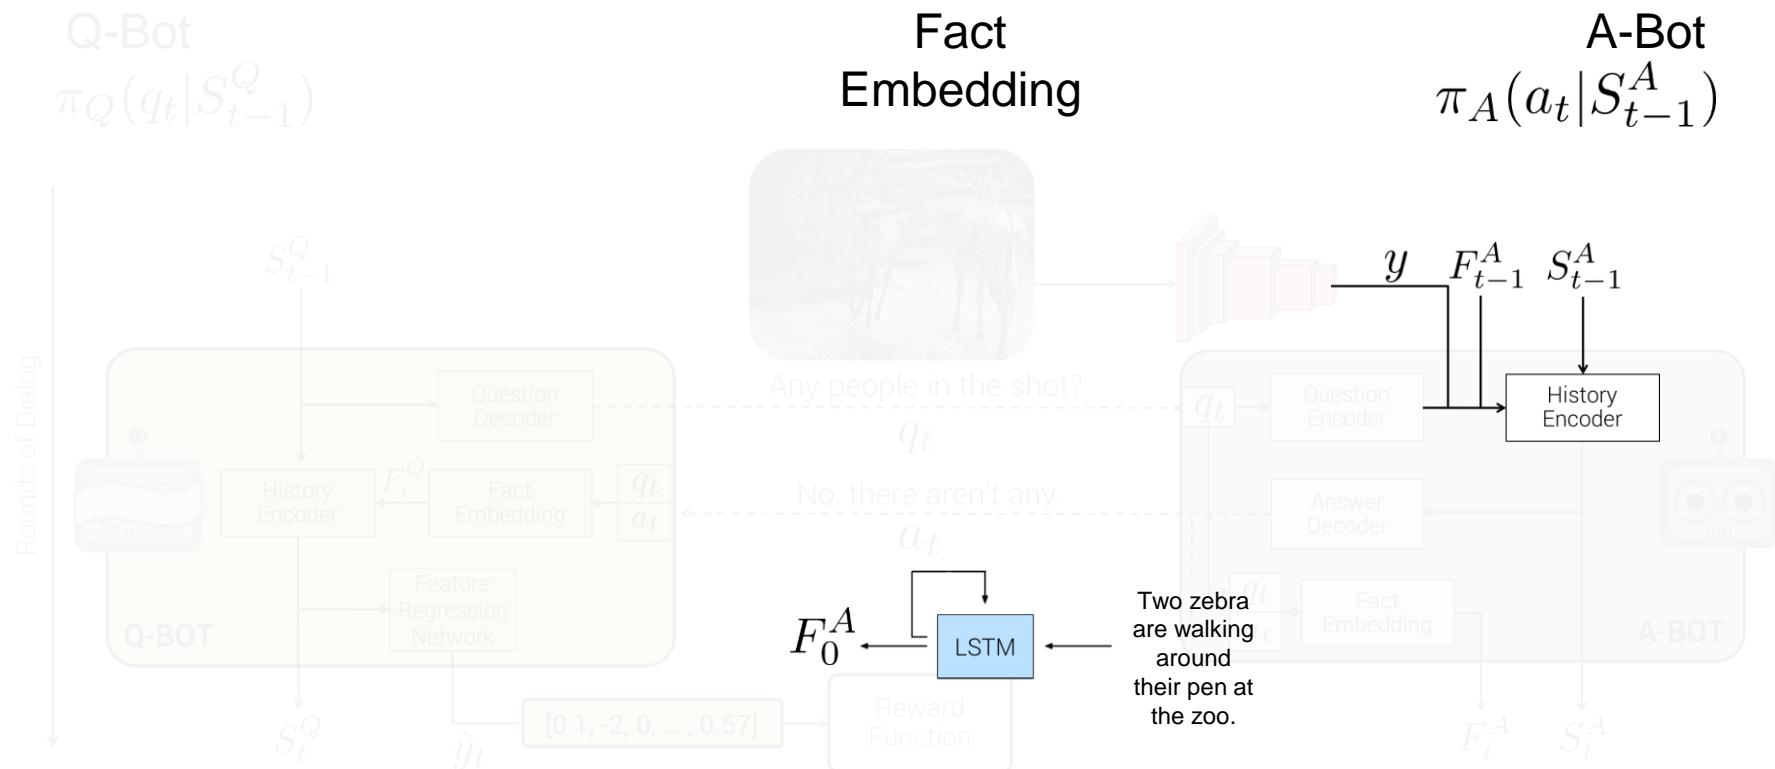 Q-Bot
π_Q(q_t|S^Q_{t-1})
Fact
Embedding
A-Bot
π_A(a_t|S^A_{t-1})
Rounds of Dialog
S^Q_{t-1}
y
F^A_{t-1}
S^A_{t-1}
Question
Decoder
Any people in the shot?
q_t
q_t
Question
Encoder
History
Encoder
History
Encoder
F^Q_t
Fact
Embedding
q_t
a_t
No, there aren't any.
a_t
Answer
Decoder
Feature
Regression
Network
Q-BOT
F^A_0
LSTM
Two zebra
are walking
around
their pen at
the zoo.
q_t
a_t
Fact
Embedding
A-BOT
S^Q_t
ŷ_t
[0.1, -2, 0, ... , 0.57]
Reward
Function
F^A_t
S^A_t